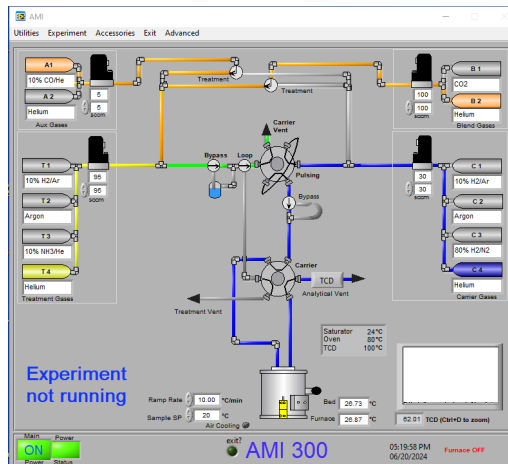 AMI
Utilities Experiment Accessories Exit Advanced
A1
10% CO/He
A 2
Helium
Aux Gases
5
5
sccm
Treatment
Treatment
100
100
sccm
B 1
CO2
B 2
Helium
Blend Gases
Carrier
Vent
T 1
10% H2/Ar
T 2
Argon
T 3
10% NH3/He
T 4
Helium
Treatment Gases
95
95
sccm
Bypass Loop
Pulsing
Bypass
30
30
sccm
C 1
10% H2/Ar
C 2
Argon
C 3
80% H2/N2
C 4
Helium
Carrier Gases
Carrier
TCD
Analytical Vent
Treatment Vent
Saturator 24°C
Oven 80°C
TCD 100°C
Experiment
not running
Ramp Rate 10.00 °C/min
Sample SP 20 °C
Air Cooling
Bed 26.73 °C
Furnace 26.87 °C
62.01 TCD (Ctrl+D to zoom)
Main Power
ON
Power Status
exit?
AMI 300
05:19:58 PM
06/20/2024
Furnace OFF